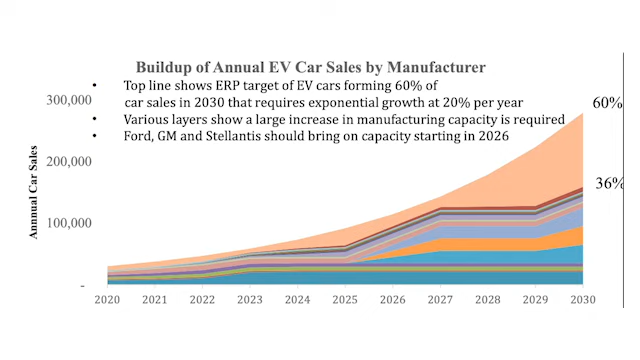 Buildup of Annual EV Car Sales by Manufacturer
• Top line shows ERP target of EV cars forming 60% of
car sales in 2030 that requires exponential growth at 20% per year
• Various layers show a large increase in manufacturing capacity is required
• Ford, GM and Stellantis should bring on capacity starting in 2026
Annual Car Sales
300,000
200,000
100,000
-
60%
36%
2020 2021 2022 2023 2024 2025 2026 2027 2028 2029 2030